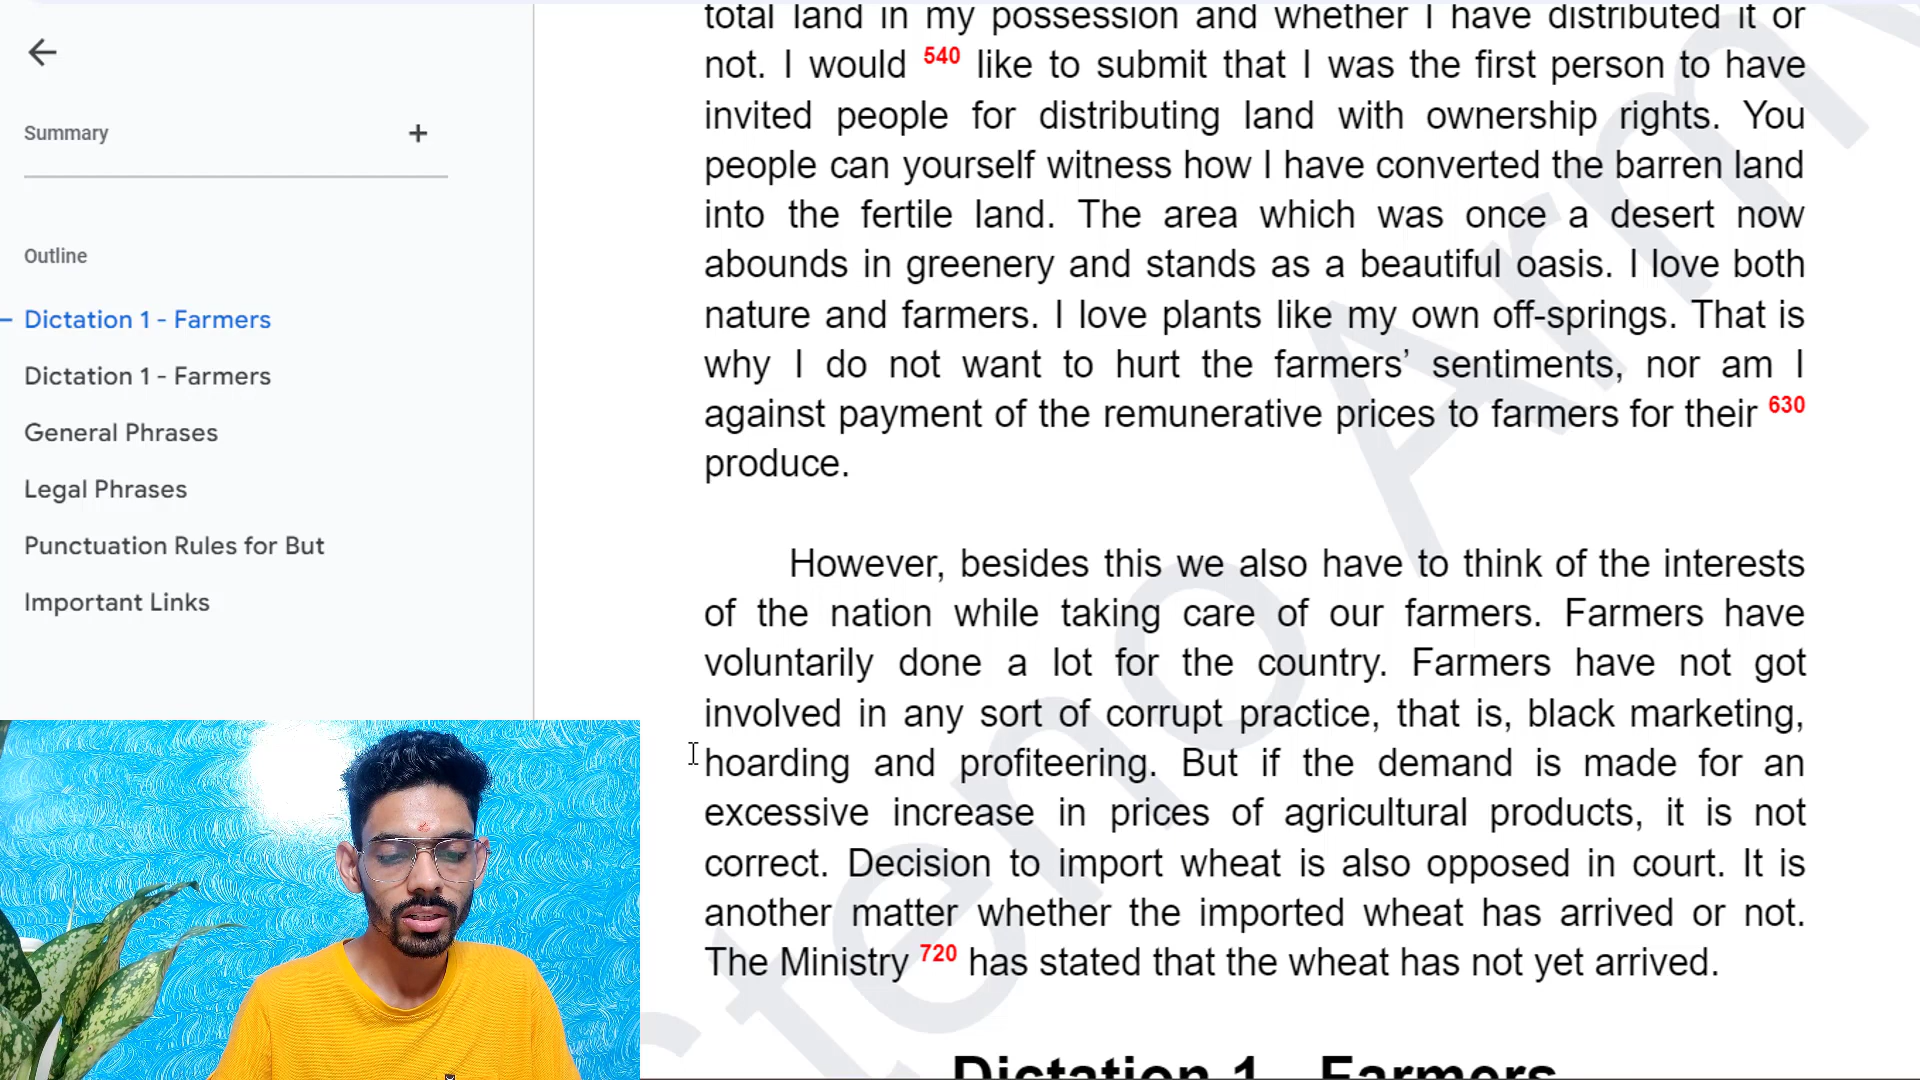 total land in my possession and whether I have distributed it or
not. I would 540 like to submit that I was the first person to have
invited people for distributing land with ownership rights. You
people can yourself witness how I have converted the barren land
into the fertile land. The area which was once a desert now
abounds in greenery and stands as a beautiful oasis. I love both
nature and farmers. I love plants like my own off-springs. That is
why I do not want to hurt the farmers’ sentiments, nor am I
against payment of the remunerative prices to farmers for their 630
produce.
However, besides this we also have to think of the interests
of the nation while taking care of our farmers. Farmers have
voluntarily done a lot for the country. Farmers have not got
involved in any sort of corrupt practice, that is, black marketing,
hoarding and profiteering. But if the demand is made for an
excessive increase in prices of agricultural products, it is not
correct. Decision to import wheat is also opposed in court. It is
another matter whether the imported wheat has arrived or not.
The Ministry 720 has stated that the wheat has not yet arrived.
Dictation 1 - Farmers
Summary
Outline
Dictation 1 - Farmers
Dictation 1 - Farmers
General Phrases
Legal Phrases
Punctuation Rules for But
Important Links
Steno Army